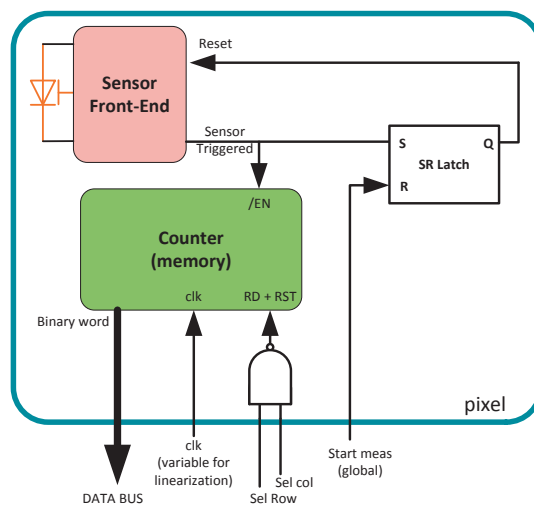 Reset
Sensor
Front-End
Sensor
Triggered
S
Q
SR Latch
R
/EN
Counter
(memory)
clk
RD + RST
Binary word
pixel
clk
(variable for
linearization)
Start meas
(global)
Sel col
Sel Row
DATA BUS